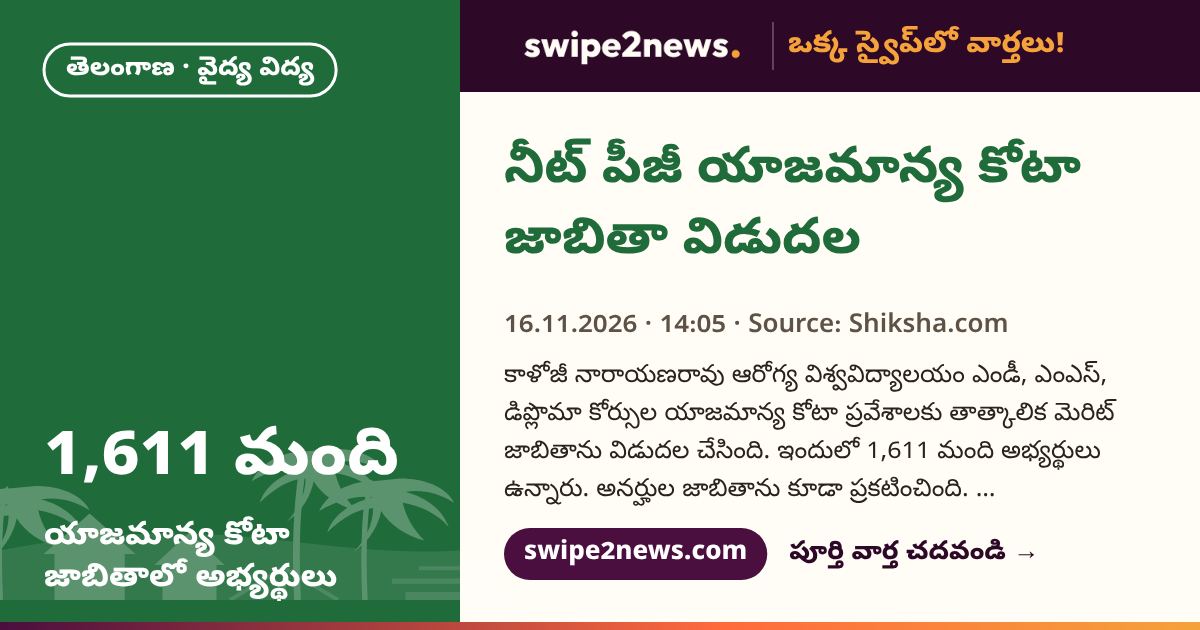 తెలంగాణ · వైద్య విద్య
1,611 మంది
యాజమాన్య కోటా
జాబితాలో అభ్యర్థులు
swipe2news. ఒక్క స్వైప్‌లో వార్తలు!
నీట్ పీజీ యాజమాన్య కోటా
జాబితా విడుదల
16.11.2026 · 14:05 · Source: Shiksha.com
కాళోజీ నారాయణరావు ఆరోగ్య విశ్వవిద్యాలయం ఎండీ, ఎంఎస్,
డిప్లొమా కోర్సుల యాజమాన్య కోటా ప్రవేశాలకు తాత్కాలిక మెరిట్
జాబితాను విడుదల చేసింది. ఇందులో 1,611 మంది అభ్యర్థులు
ఉన్నారు. అనర్హుల జాబితాను కూడా ప్రకటించింది. ...
swipe2news.com పూర్తి వార్త చదవండి →